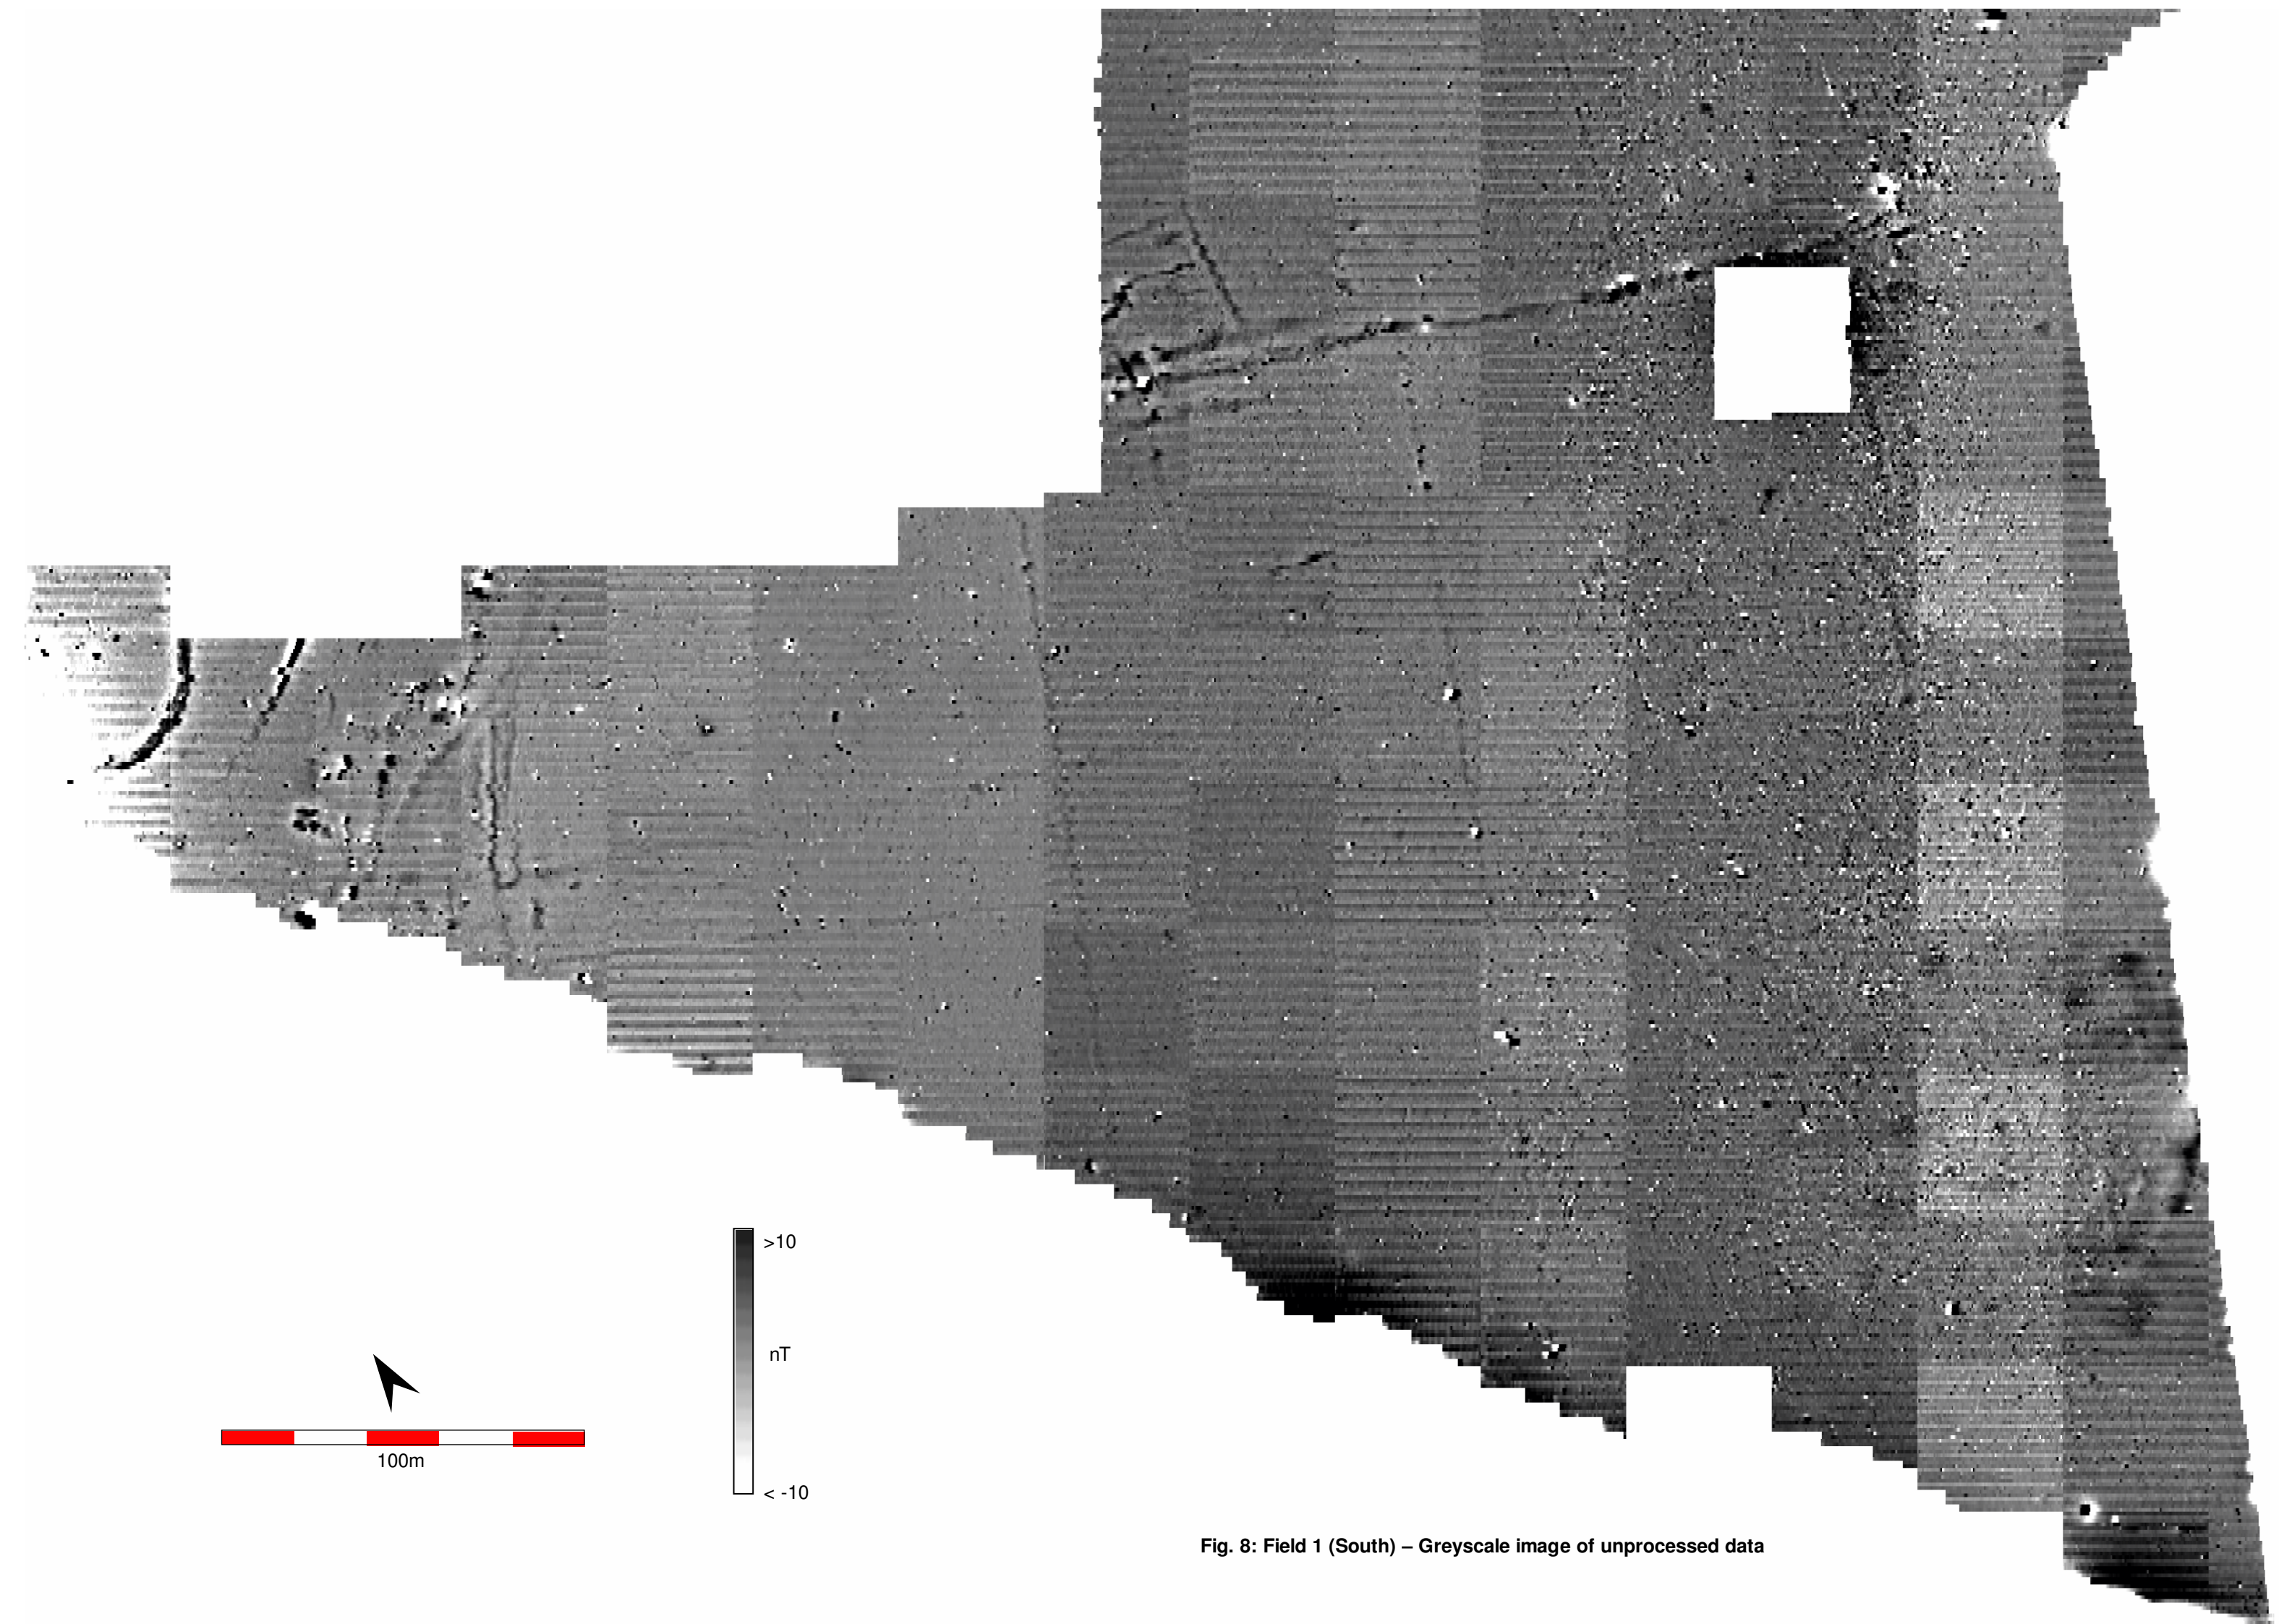 >10
nT
< -10
100m
Fig. 8: Field 1 (South) – Greyscale image of unprocessed data